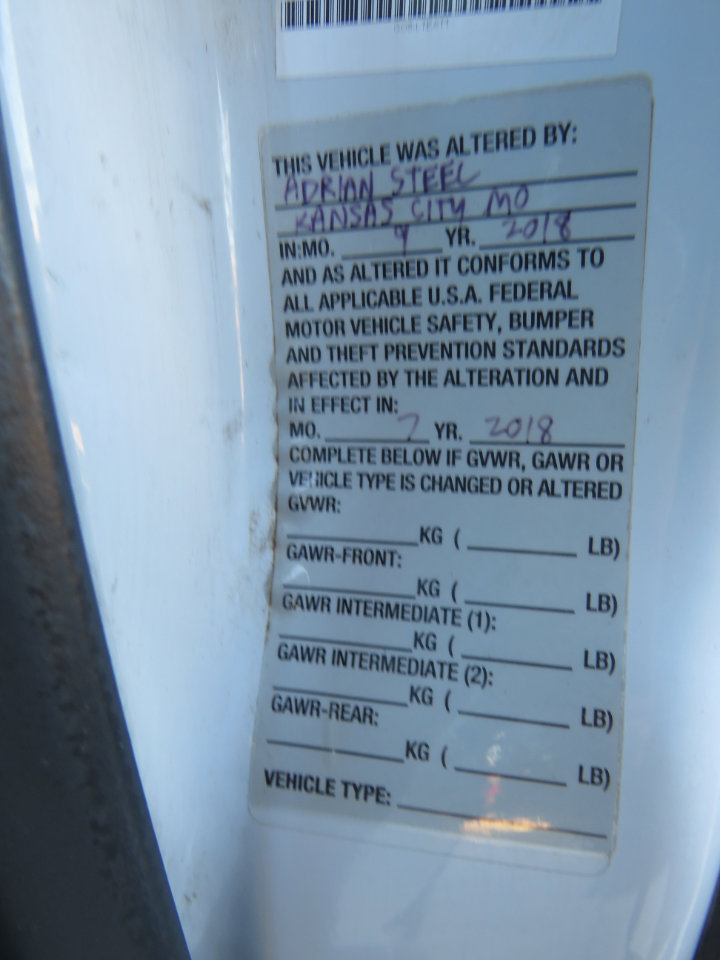 THIS VEHICLE WAS ALTERED BY:
ADRIAN STEEL
KANSAS CITY MO
IN:MO. 9 YR. 2018
AND AS ALTERED IT CONFORMS TO
ALL APPLICABLE U.S.A. FEDERAL
MOTOR VEHICLE SAFETY, BUMPER
AND THEFT PREVENTION STANDARDS
AFFECTED BY THE ALTERATION AND
IN EFFECT IN:
MO. 7 YR. 2018
COMPLETE BELOW IF GVWR, GAWR OR
VEHICLE TYPE IS CHANGED OR ALTERED
GVWR:
KG ( LB)
GAWR-FRONT:
KG ( LB)
GAWR INTERMEDIATE (1):
KG ( LB)
GAWR INTERMEDIATE (2):
KG ( LB)
GAWR-REAR:
KG ( LB)
VEHICLE TYPE: